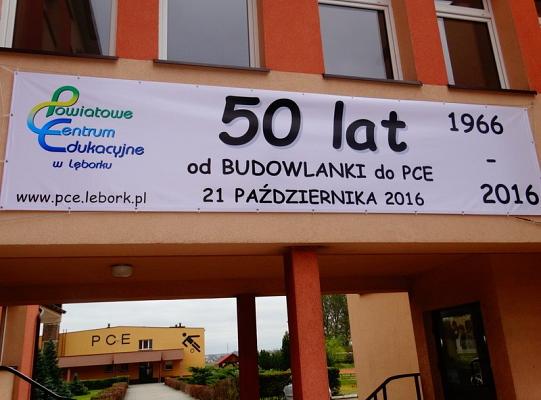 Powiatowe
Centrum
Edukacyjne
w Lęborku
www.pce.lebork.pl
50 lat
od BUDOWLANKI do PCE
21 PAŹDZIERNIKA 2016
1966
-
2016
PCE